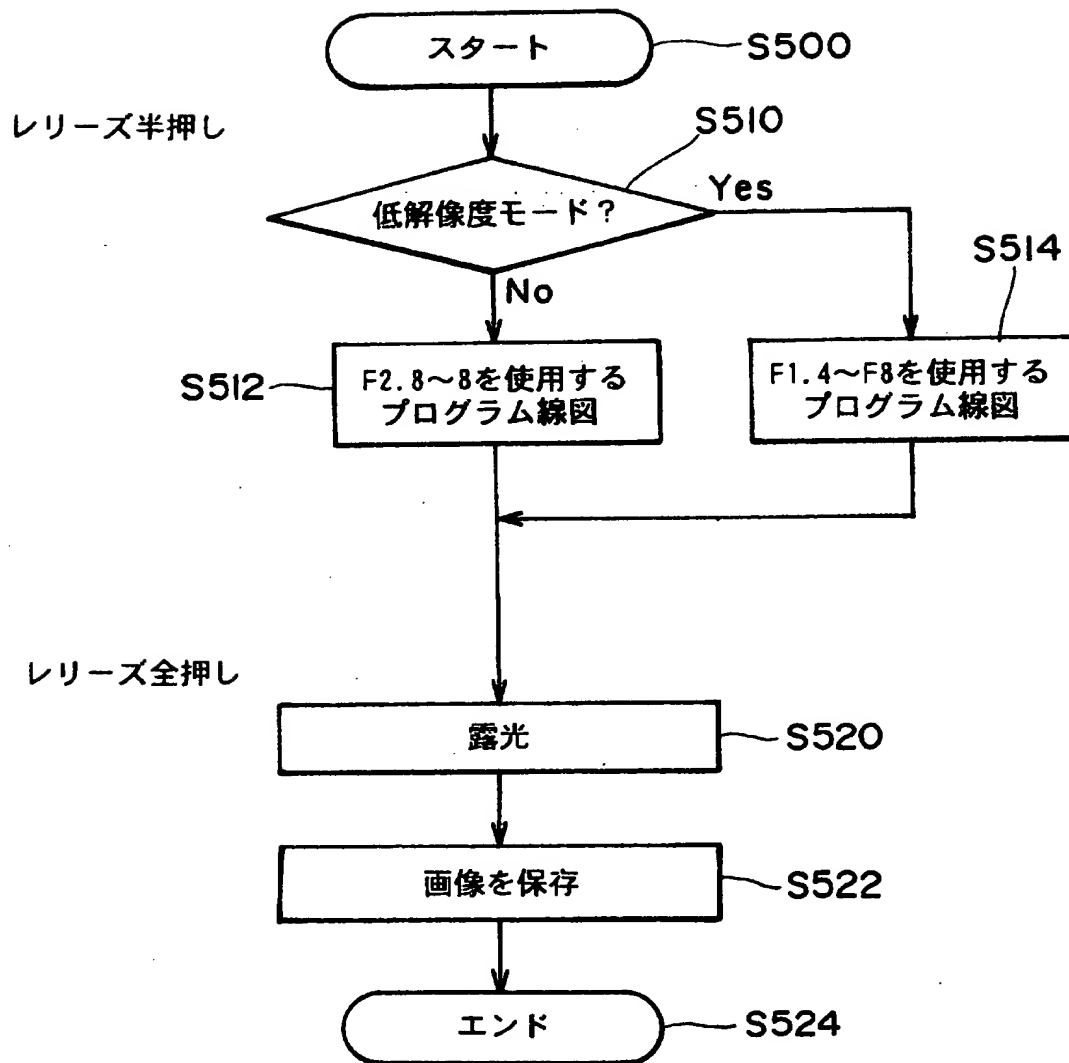 スタート
S500
レリーズ半押し
S510
低解像度モード?
Yes
No
S514
S512
F2.8～8を使用する
プログラム線図
F1.4～F8を使用する
プログラム線図
レリーズ全押し
露光
S520
画像を保存
S522
エンド
S524